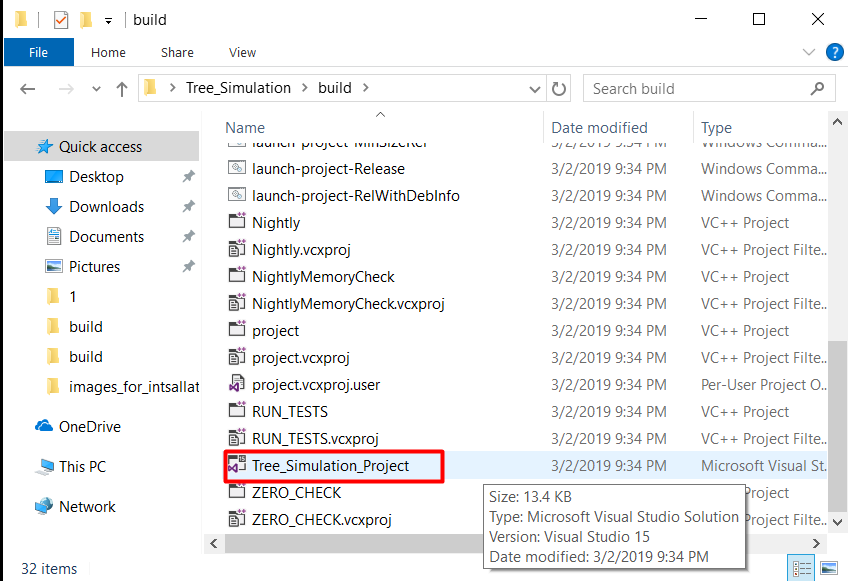 build
File Home Share View
Tree_Simulation build
Search build
Name Date modified Type
Quick access
Desktop
Downloads
Documents
Pictures
1
build
build
images_for_intsallat
OneDrive
This PC
Network
launch-project-MinSizeRel 3/2/2019 9:34 PM Windows Comma...
launch-project-Release 3/2/2019 9:34 PM Windows Comma...
launch-project-RelWithDebInfo 3/2/2019 9:34 PM Windows Comma...
Nightly 3/2/2019 9:34 PM VC++ Project
Nightly.vcxproj 3/2/2019 9:34 PM VC++ Project Filte...
NightlyMemoryCheck 3/2/2019 9:34 PM VC++ Project
NightlyMemoryCheck.vcxproj 3/2/2019 9:34 PM VC++ Project Filte...
project 3/2/2019 9:34 PM VC++ Project
project.vcxproj 3/2/2019 9:34 PM VC++ Project Filte...
project.vcxproj.user 3/2/2019 9:34 PM Per-User Project O...
RUN_TESTS 3/2/2019 9:34 PM VC++ Project
RUN_TESTS.vcxproj 3/2/2019 9:34 PM VC++ Project Filte...
Tree_Simulation_Project 3/2/2019 9:34 PM Microsoft Visual St...
ZERO_CHECK Project
ZERO_CHECK.vcxproj Project Filte...
Size: 13.4 KB
Type: Microsoft Visual Studio Solution
Version: Visual Studio 15
Date modified: 3/2/2019 9:34 PM
32 items